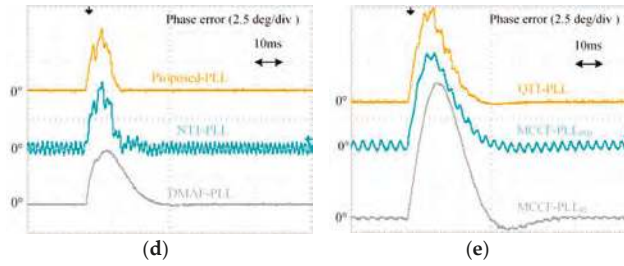 Phase error (2.5 deg/div )
10ms
Proposed-PLL
0°
NTI-PLL
0°
DMAF-PLL
0°
(d)
Phase error (2.5 deg/div )
10ms
0°
QTI-PLL
0°
0°
(e)